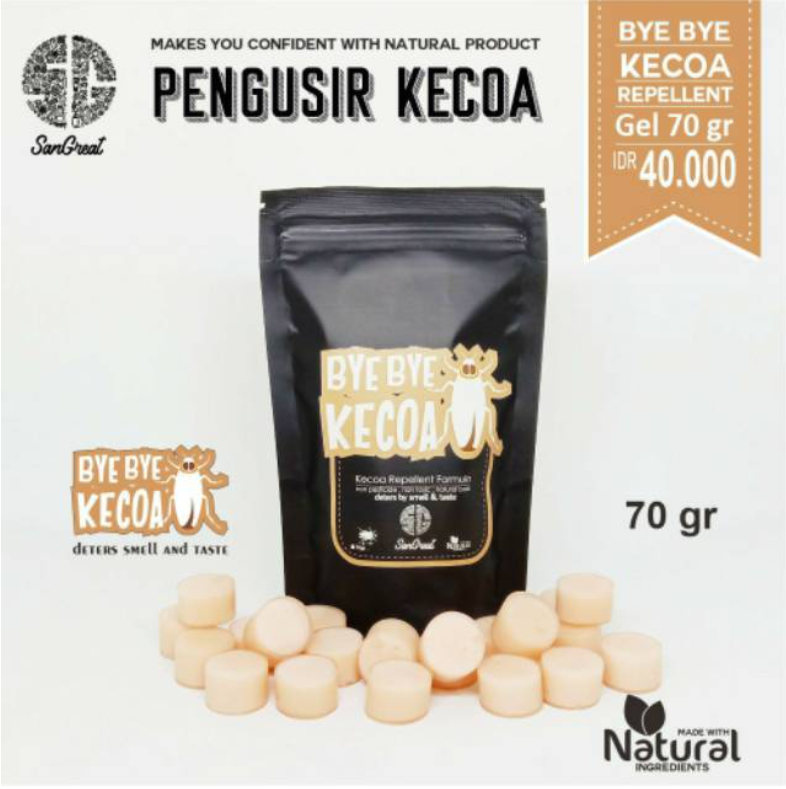 MAKES YOU CONFIDENT WITH NATURAL PRODUCT
PENGUSIR KECOA
SC
SanGreat
BYE BYE
KECOA
REPELLENT
Gel 70 gr
IDR 40.000
BYE BYE
KECOA
Kecoa Repellent Formula
non pesticide . non toxic . natural
deters by smell & taste
SC
SanGreat
BYE BYE
KECOA
DETERS SMELL AND TASTE
70 gr
MADE WITH
Natural
INGREDIENTS